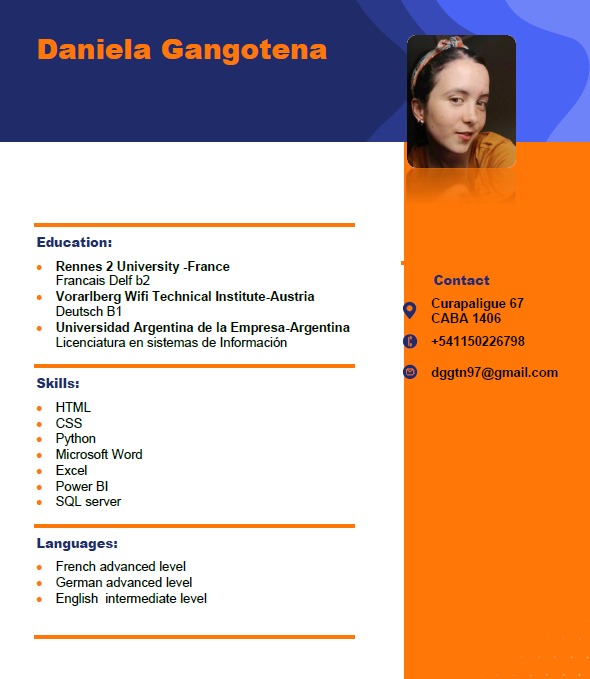 Daniela Gangotena
Education:
Rennes 2 University -France
Francais Delf b2
Vorarlberg Wifi Technical Institute-Austria
Deutsch B1
Universidad Argentina de la Empresa-Argentina
Licenciatura en sistemas de Información
Skills:
HTML
CSS
Python
Microsoft Word
Excel
Power BI
SQL server
Languages:
French advanced level
German advanced level
English  intermediate level
Contact
Curapaligue 67
CABA 1406
+541150226798
dggtn97@gmail.com